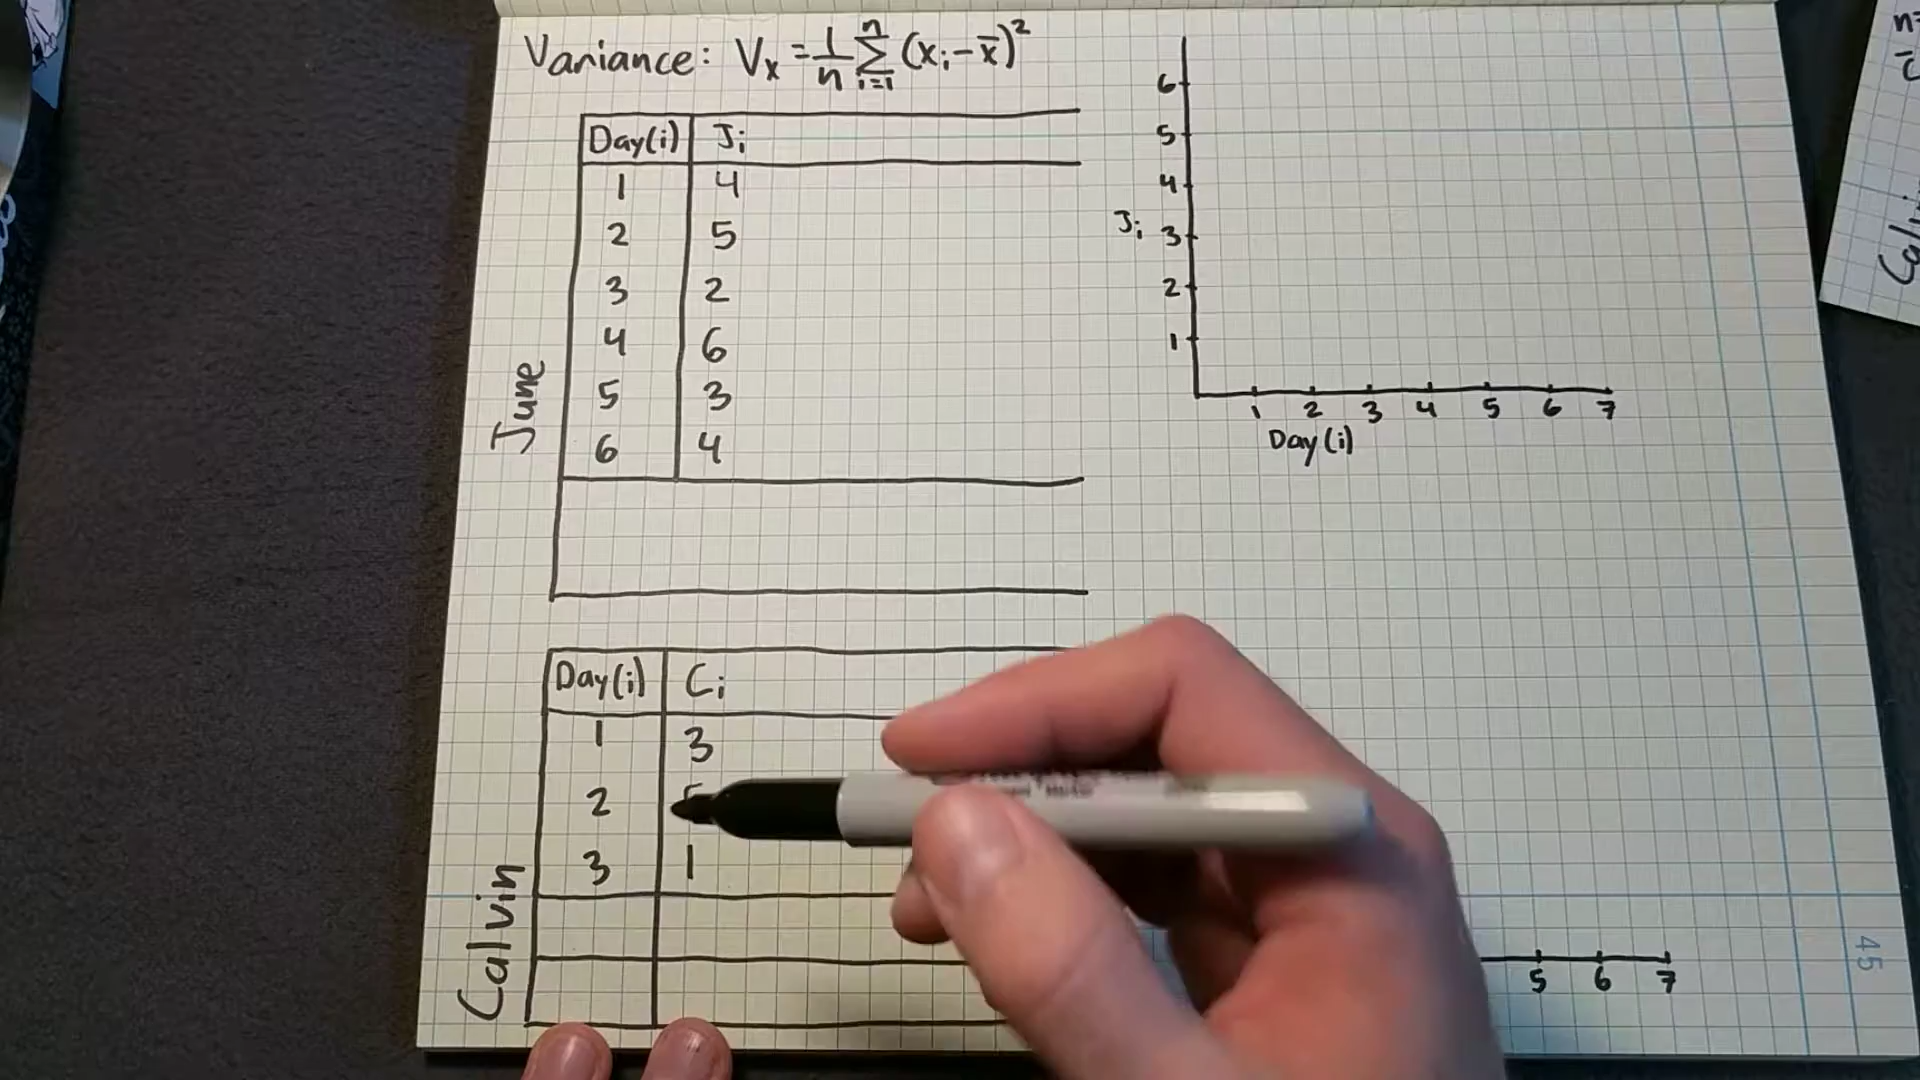 Variance: Vx = 1/n Σ i=1 n (xi - x̄)²
Day(i) Ji
1 4
2 5
3 2
4 6
5 3
6 4
June
6
5
4
Ji 3
2
1
1 2 3 4 5 6 7
Day(i)
Day(i) Ci
1 3
2
3 1
Calvin
5 6 7
45
n=